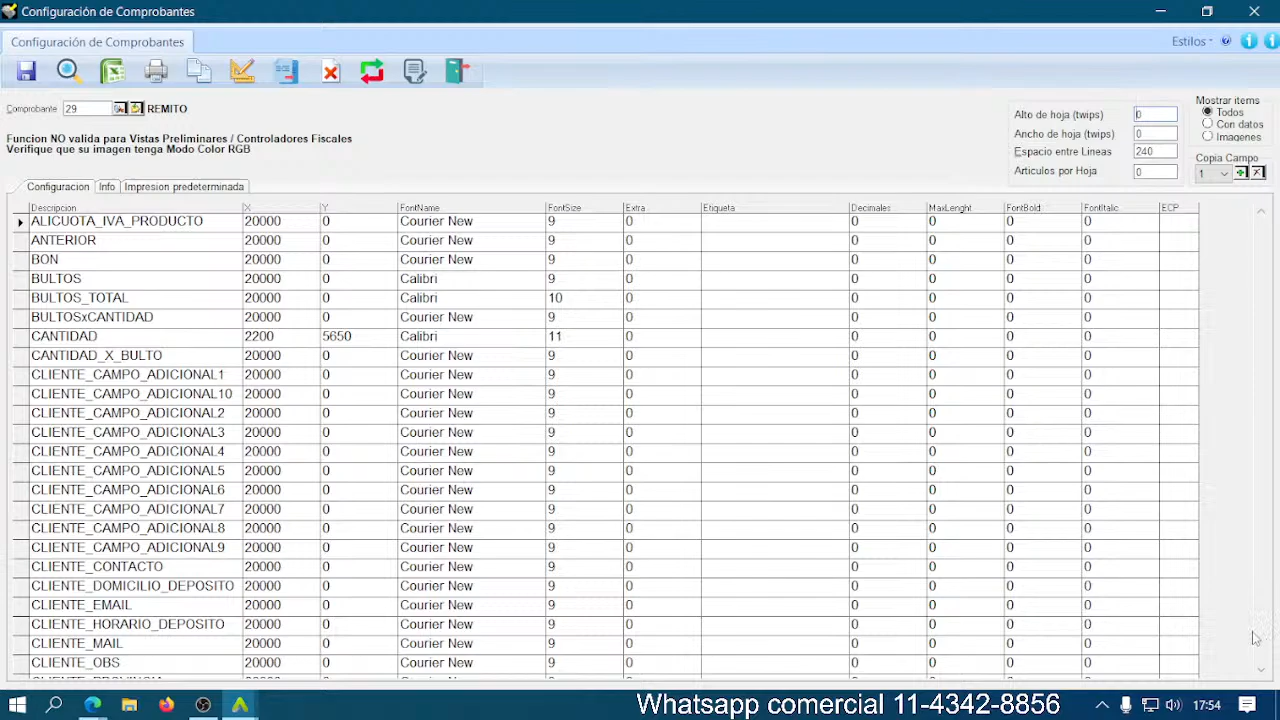 Configuración de Comprobantes
Configuración de Comprobantes
Estilos
Comprobante 29 REMITO
Funcion NO valida para Vistas Preliminares / Controladores Fiscales
Verifique que su imagen tenga Modo Color RGB
Alto de hoja (twips) 0
Ancho de hoja (twips) 0
Espacio entre Lineas 240
Articulos por Hoja 0
Mostrar items
Todos
Con datos
Imagenes
Copia Campo
1
Configuracion Info Impresion predeterminada
Descripcion X Y FontName FontSize Extra Etiqueta Decimales MaxLenght FontBold FontItalic ECP
ALICUOTA_IVA_PRODUCTO 20000 0 Courier New 9 0 0 0 0 0
ANTERIOR 20000 0 Courier New 9 0 0 0 0 0
BON 20000 0 Courier New 9 0 0 0 0 0
BULTOS 20000 0 Calibri 9 0 0 0 0 0
BULTOS_TOTAL 20000 0 Calibri 10 0 0 0 0 0
BULTOSxCANTIDAD 20000 0 Courier New 9 0 0 0 0 0
CANTIDAD 2200 5650 Calibri 11 0 0 0 0 0
CANTIDAD_X_BULTO 20000 0 Courier New 9 0 0 0 0 0
CLIENTE_CAMPO_ADICIONAL1 20000 0 Courier New 9 0 0 0 0 0
CLIENTE_CAMPO_ADICIONAL10 20000 0 Courier New 9 0 0 0 0 0
CLIENTE_CAMPO_ADICIONAL2 20000 0 Courier New 9 0 0 0 0 0
CLIENTE_CAMPO_ADICIONAL3 20000 0 Courier New 9 0 0 0 0 0
CLIENTE_CAMPO_ADICIONAL4 20000 0 Courier New 9 0 0 0 0 0
CLIENTE_CAMPO_ADICIONAL5 20000 0 Courier New 9 0 0 0 0 0
CLIENTE_CAMPO_ADICIONAL6 20000 0 Courier New 9 0 0 0 0 0
CLIENTE_CAMPO_ADICIONAL7 20000 0 Courier New 9 0 0 0 0 0
CLIENTE_CAMPO_ADICIONAL8 20000 0 Courier New 9 0 0 0 0 0
CLIENTE_CAMPO_ADICIONAL9 20000 0 Courier New 9 0 0 0 0 0
CLIENTE_CONTACTO 20000 0 Courier New 9 0 0 0 0 0
CLIENTE_DOMICILIO_DEPOSITO 20000 0 Courier New 9 0 0 0 0 0
CLIENTE_EMAIL 20000 0 Courier New 9 0 0 0 0 0
CLIENTE_HORARIO_DEPOSITO 20000 0 Courier New 9 0 0 0 0 0
CLIENTE_MAIL 20000 0 Courier New 9 0 0 0 0 0
CLIENTE_OBS 20000 0 Courier New 9 0 0 0 0 0
Whatsapp comercial 11-4342-8856
17:54